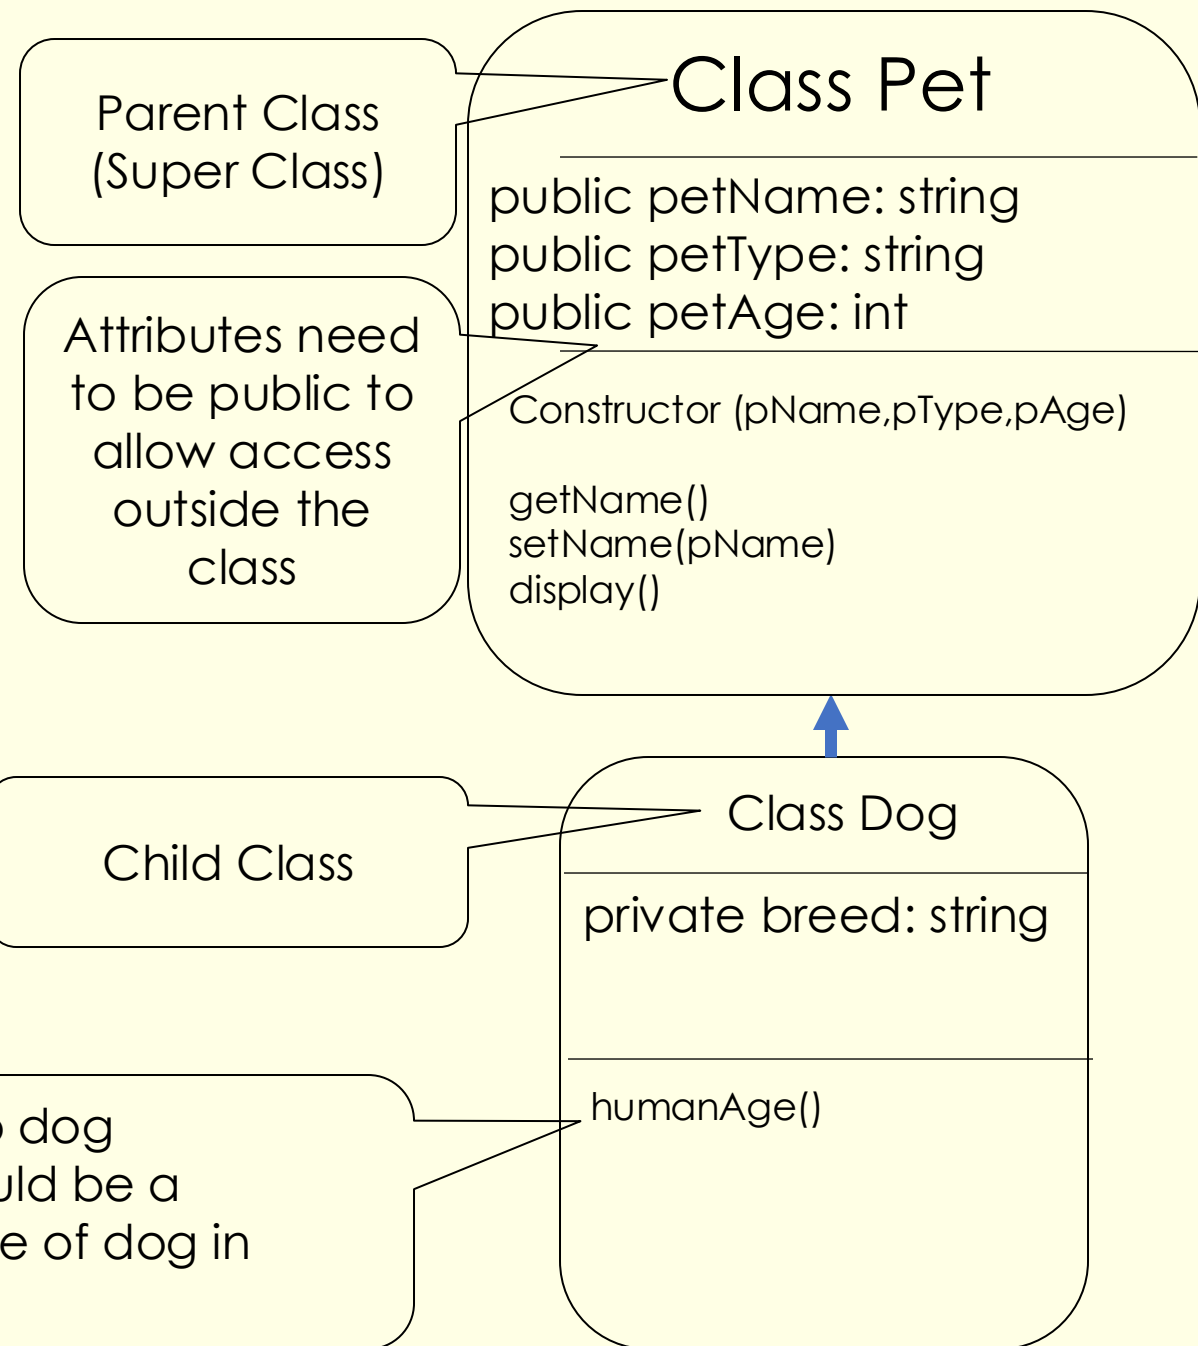 Parent Class
(Super Class)
Class Pet
public petName: string
public petType: string
public petAge: int
Attributes need
to be public to
allow access
outside the
class
Constructor (pName,pType,pAge)
getName()
setName(pName)
display()
Child Class
Class Dog
private breed: string
humanAge()
dog
be a
of dog in